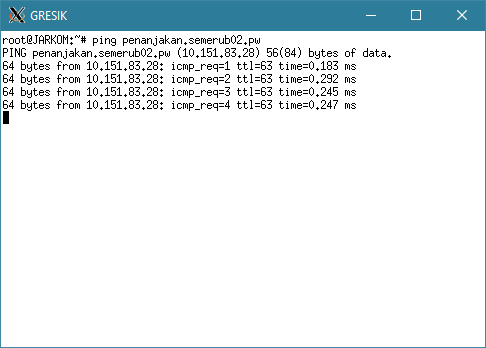 GRESIK
root@JARKOM:~# ping penanjakan.semerub02.pw
PING penanjakan.semerub02.pw (10.151.83.28) 56(84) bytes of data.
64 bytes from 10.151.83.28: icmp_req=1 ttl=63 time=0.183 ms
64 bytes from 10.151.83.28: icmp_req=2 ttl=63 time=0.292 ms
64 bytes from 10.151.83.28: icmp_req=3 ttl=63 time=0.245 ms
64 bytes from 10.151.83.28: icmp_req=4 ttl=63 time=0.247 ms